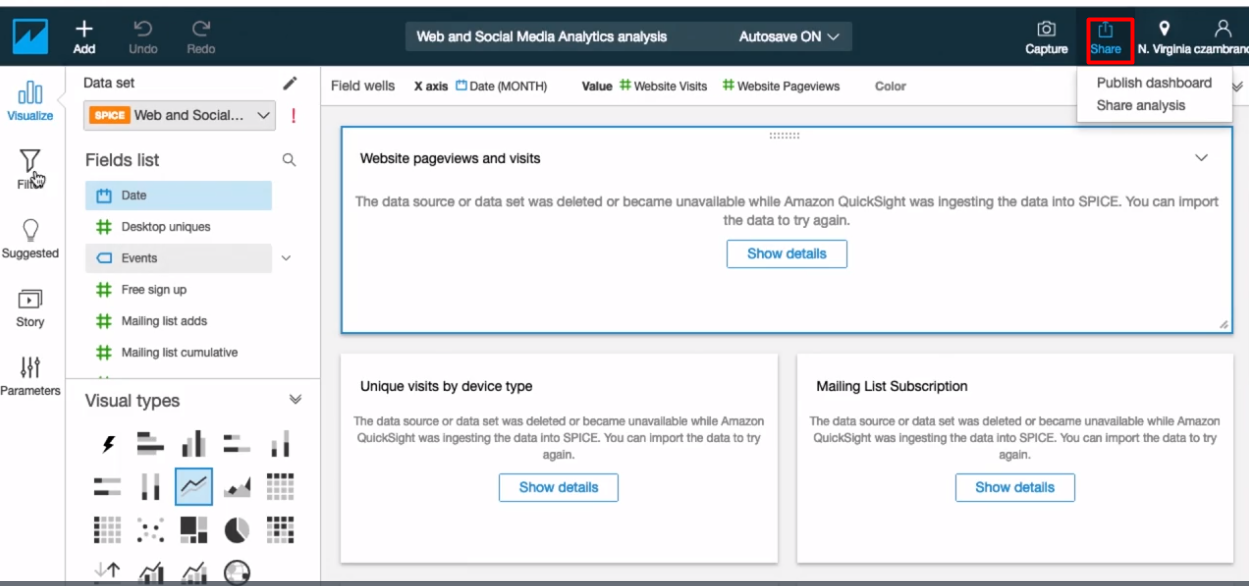 Add
Undo
Redo
Web and Social Media Analytics analysis
Autosave ON
Capture
Share
N. Virginia
czambrano
Publish dashboard
Share analysis
Visualize
Filter
Suggested
Story
Parameters
Data set
SPICE Web and Social... !
Fields list
Date
Desktop uniques
Events
Free sign up
Mailing list adds
Mailing list cumulative
Visual types
Field wells X axis Date (MONTH) Value Website Visits Website Pageviews Color
Website pageviews and visits
The data source or data set was deleted or became unavailable while Amazon QuickSight was ingesting the data into SPICE. You can import
the data to try again.
Show details
Unique visits by device type
The data source or data set was deleted or became unavailable while Amazon
QuickSight was ingesting the data into SPICE. You can import the data to try
again.
Show details
Mailing List Subscription
The data source or data set was deleted or became unavailable while Amazon
QuickSight was ingesting the data into SPICE. You can import the data to try
again.
Show details